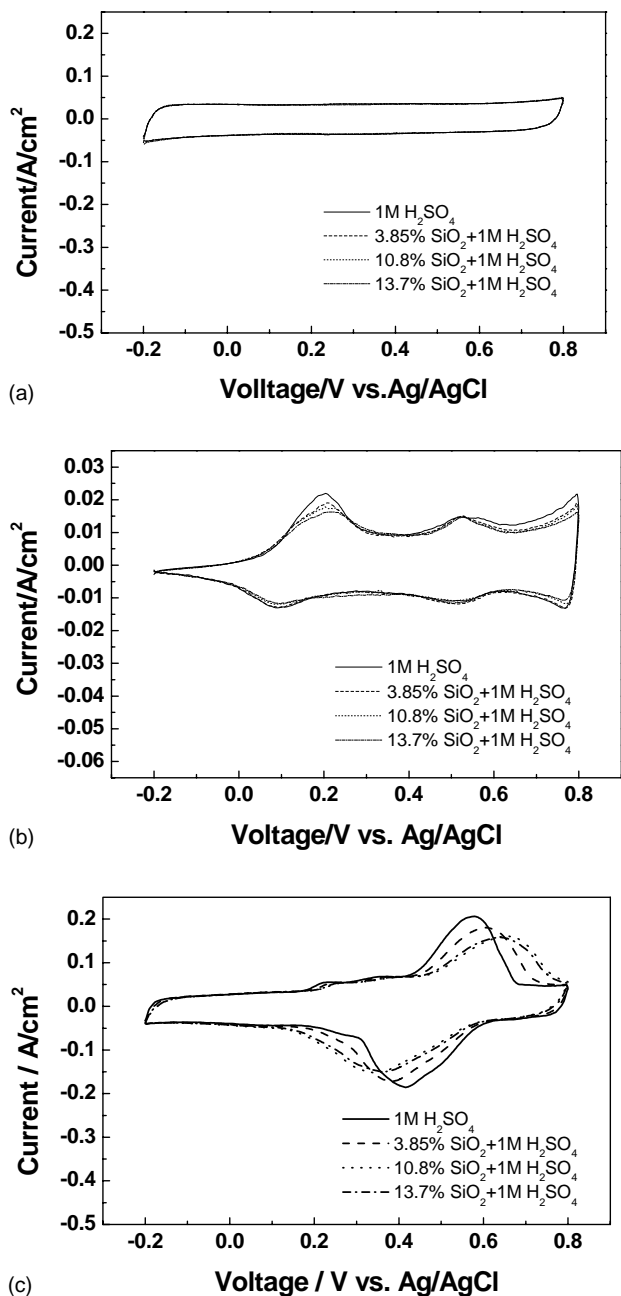 0.2
0.1
0.0
-0.1
-0.2
-0.3
-0.4
-0.5
Current/A/cm²
1M H₂SO₄
3.85% SiO₂+1M H₂SO₄
10.8% SiO₂+1M H₂SO₄
13.7% SiO₂+1M H₂SO₄
-0.2 0.0 0.2 0.4 0.6 0.8
(a) Volltage/V vs.Ag/AgCl
0.03
0.02
0.01
0.00
-0.01
0.02
0.03
-0.04
-0.05
-0.06
Current/A/cm²
1M H₂SO₄
3.85% SiO₂+1M H₂SO₄
10.8% SiO₂+1M H₂SO₄
13.7% SiO₂+1M H₂SO₄
-0.2 0.0 0.2 0.4 0.6 0.8
(b) Voltage/V vs. Ag/AgCl
0.2
0.1
0.0
-0.1
-0.2
-0.3
-0.4
-0.5
Current / A/cm²
1M H₂SO₄
3.85% SiO₂+1M H₂SO₄
10.8% SiO₂+1M H₂SO₄
13.7% SiO₂+1M H₂SO₄
-0.2 0.0 0.2 0.4 0.6 0.8
(c) Voltage / V vs. Ag/AgCl